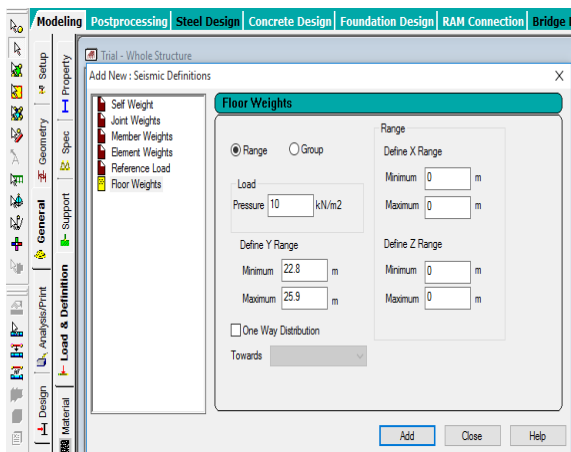 Modeling Postprocessing Steel Design Concrete Design Foundation Design RAM Connection Bridge
Setup
Geometry
General
Analysis/Print
Design
Property
Spec
Support
Load & Definition
Material
Trial - Whole Structure
Add New : Seismic Definitions X
Self Weight
Joint Weights
Member Weights
Element Weights
Reference Load
Floor Weights
Floor Weights
Range Group
Load
Pressure 10 kN/m2
Define Y Range
Minimum 22.8 m
Maximum 25.9 m
One Way Distribution
Towards
Range
Define X Range
Minimum 0 m
Maximum 0 m
Define Z Range
Minimum 0 m
Maximum 0 m
Add Close Help